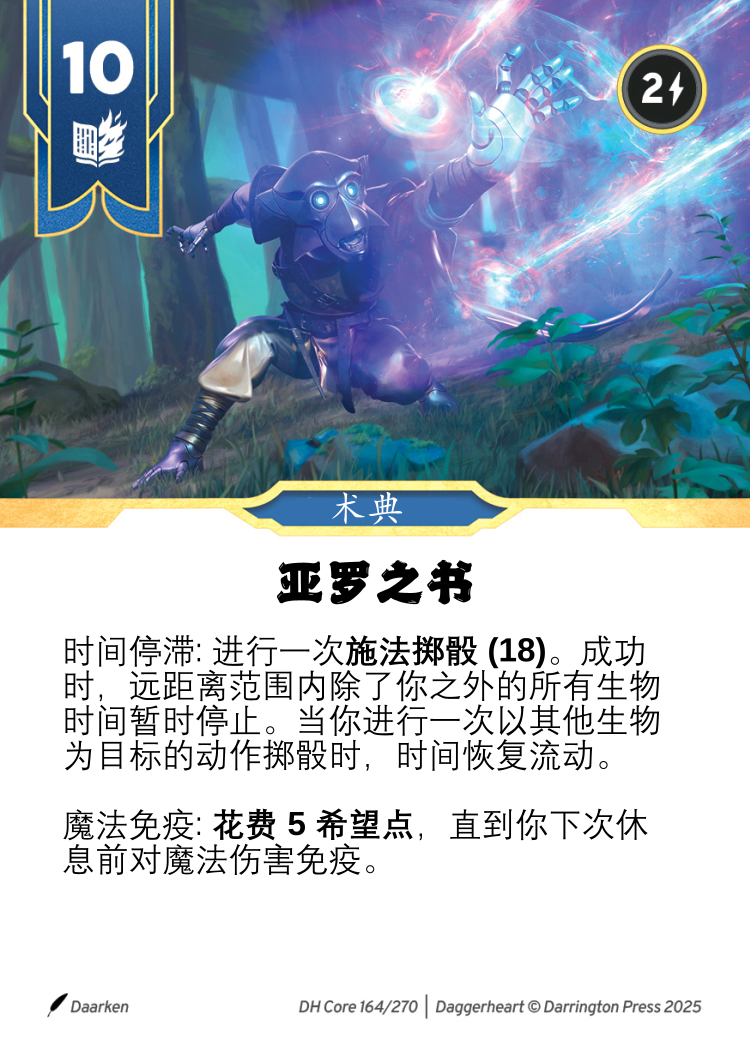 10
2
术典
亚罗之书
时间停滞: 进行一次施法掷骰 (18)。成功
时，远距离范围内除了你之外的所有生物
时间暂时停止。当你进行一次以其他生物
为目标的动作掷骰时，时间恢复流动。
魔法免疫: 花费 5 希望点，直到你下次休
息前对魔法伤害免疫。
Daarken
DH Core 164/270 | Daggerheart © Darrington Press 2025